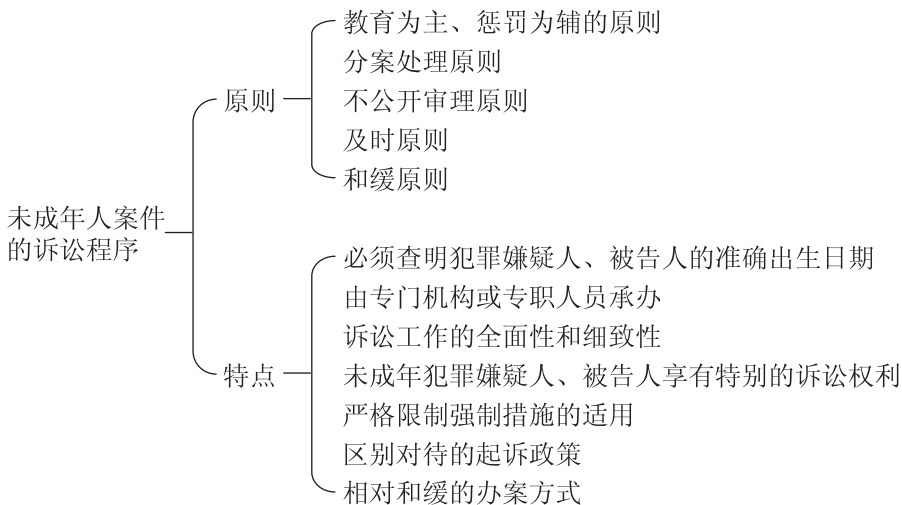 未成年人案件
的诉讼程序
原则
教育为主、惩罚为辅的原则
分案处理原则
不公开审理原则
及时原则
和缓原则
特点
必须查明犯罪嫌疑人、被告人的准确出生日期
由专门机构或专职人员承办
诉讼工作的全面性和细致性
未成年犯罪嫌疑人、被告人享有特别的诉讼权利
严格限制强制措施的适用
区别对待的起诉政策
相对和缓的办案方式